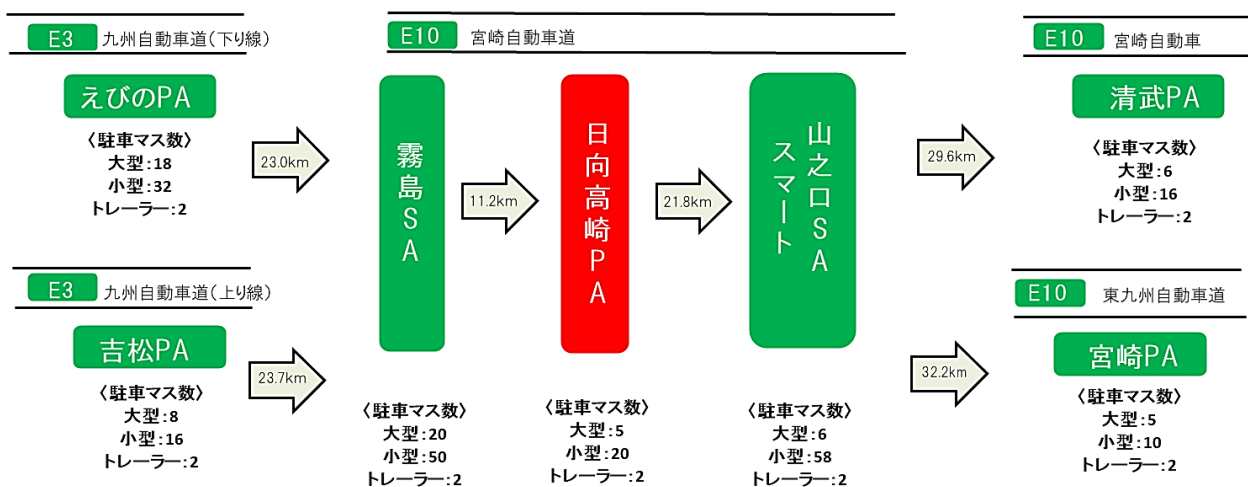 E3 九州自動車道(下り線)
えびのPA
〈駐車マス数〉
大型:18
小型:32
トレーラー:2
23.0km
E3 九州自動車道(上り線)
吉松PA
〈駐車マス数〉
大型:8
小型:16
トレーラー:2
23.7km
E10 宮崎自動車道
霧島SA
〈駐車マス数〉
大型:20
小型:50
トレーラー:2
11.2km
日向高崎PA
〈駐車マス数〉
大型:5
小型:20
トレーラー:2
21.8km
山之口SA
スマート
〈駐車マス数〉
大型:6
小型:58
トレーラー:2
29.6km
E10 宮崎自動車
清武PA
〈駐車マス数〉
大型:6
小型:16
トレーラー:2
32.2km
E10 東九州自動車道
宮崎PA
〈駐車マス数〉
大型:5
小型:10
トレーラー:2